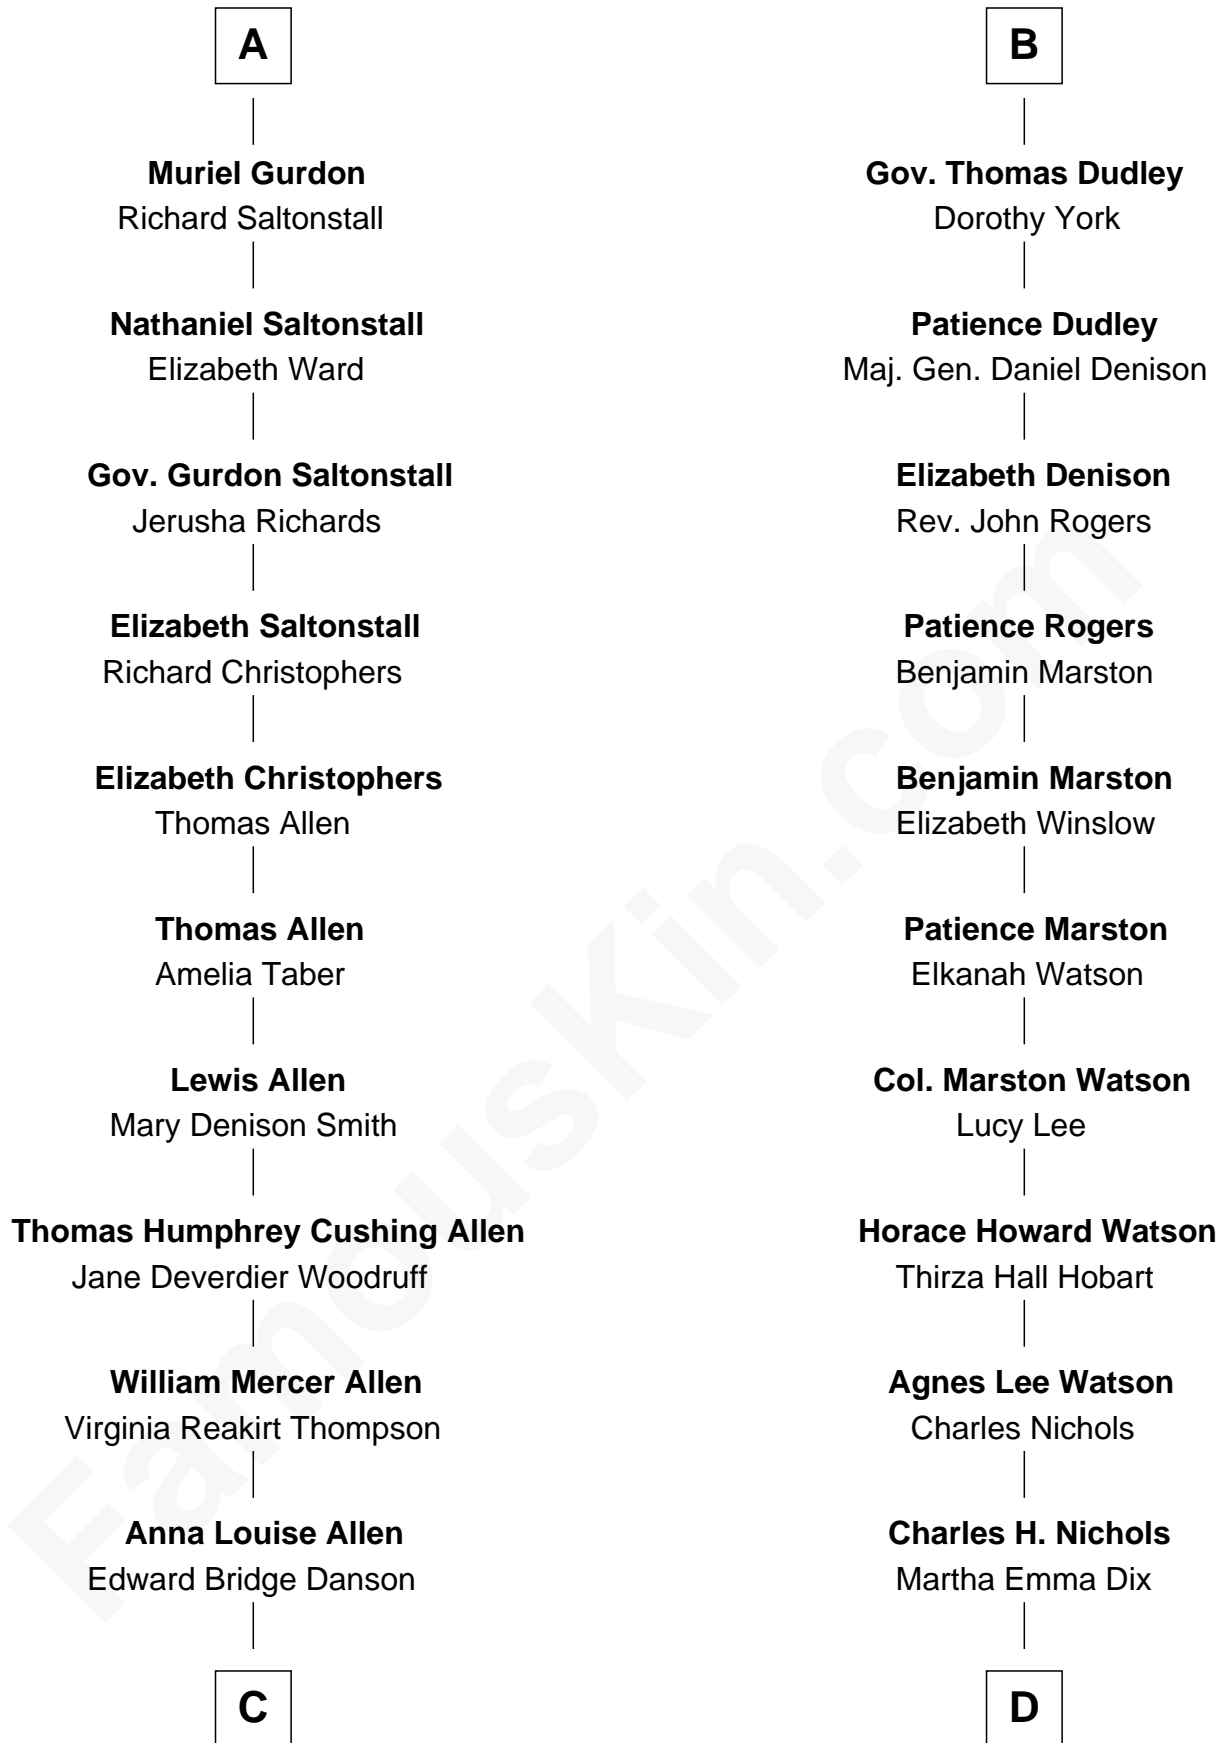 A
Muriel Gurdon
Richard Saltonstall
Nathaniel Saltonstall
Elizabeth Ward
Gov. Gurdon Saltonstall
Jerusha Richards
Elizabeth Saltonstall
Richard Christophers
Elizabeth Christophers
Thomas Allen
Thomas Allen
Amelia Taber
Lewis Allen
Mary Denison Smith
Thomas Humphrey Cushing Allen
Jane Deverdier Woodruff
William Mercer Allen
Virginia Reakirt Thompson
Anna Louise Allen
Edward Bridge Danson
C
B
Gov. Thomas Dudley
Dorothy York
Patience Dudley
Maj. Gen. Daniel Denison
Elizabeth Denison
Rev. John Rogers
Patience Rogers
Benjamin Marston
Benjamin Marston
Elizabeth Winslow
Patience Marston
Elkanah Watson
Col. Marston Watson
Lucy Lee
Horace Howard Watson
Thirza Hall Hobart
Agnes Lee Watson
Charles Nichols
Charles H. Nichols
Martha Emma Dix
D
FamousKin.com